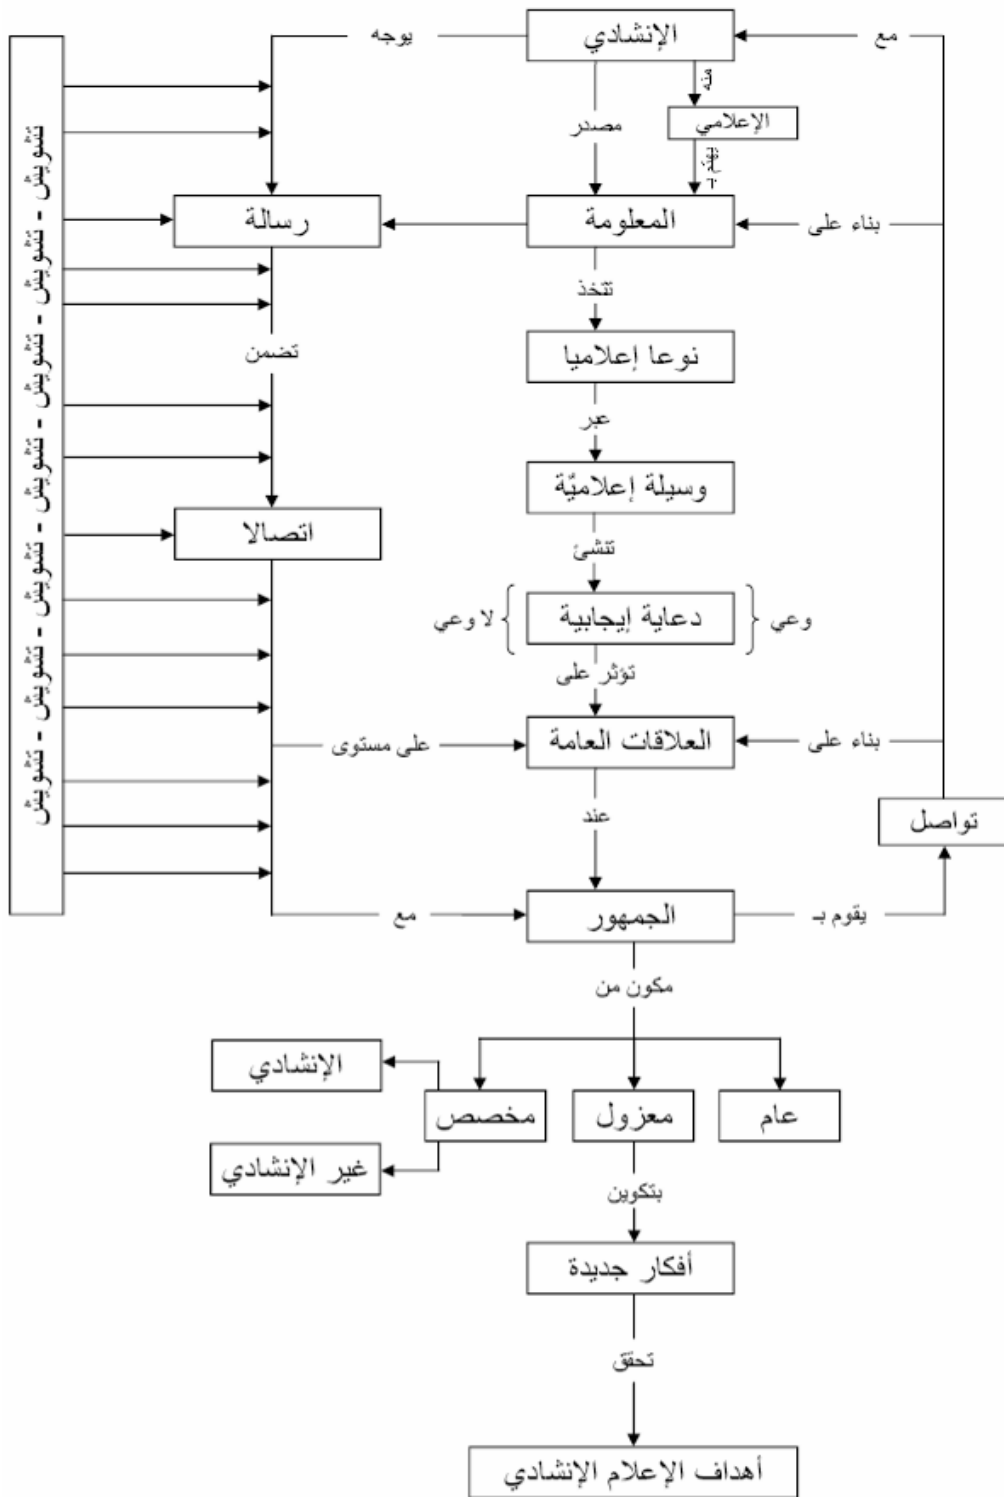 الإنشادي
مع
يوجه
منه
الإعلامي
مصدر
يهتم بـ
المعلومة
رسالة
بناء على
تتخذ
نوعا إعلاميا
تضمن
عبر
وسيلة إعلاميّة
اتصالا
تنشئ
وعي
دعاية إيجابية
لا وعي
تؤثر على
العلاقات العامة
على مستوى
بناء على
عند
تواصل
الجمهور
مع
يقوم بـ
مكون من
عام
معزول
مخصص
الإنشادي
غير الإنشادي
بتكوين
أفكار جديدة
تحقق
أهداف الإعلام الإنشادي
تشويش - تشويش - تشويش - تشويش - تشويش - تشويش - تشويش